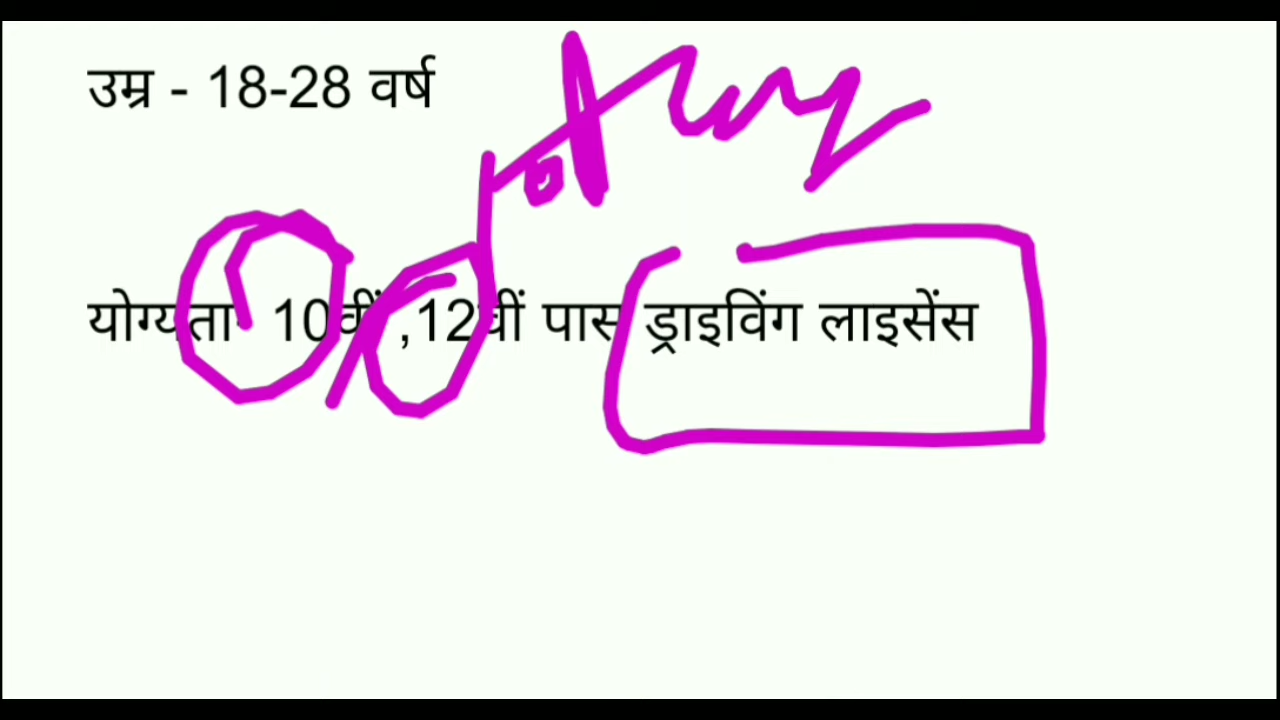 उम्र - 18-28 वर्ष
योग्यता- 10वीं ,12वीं पास ड्राइविंग लाइसेंस